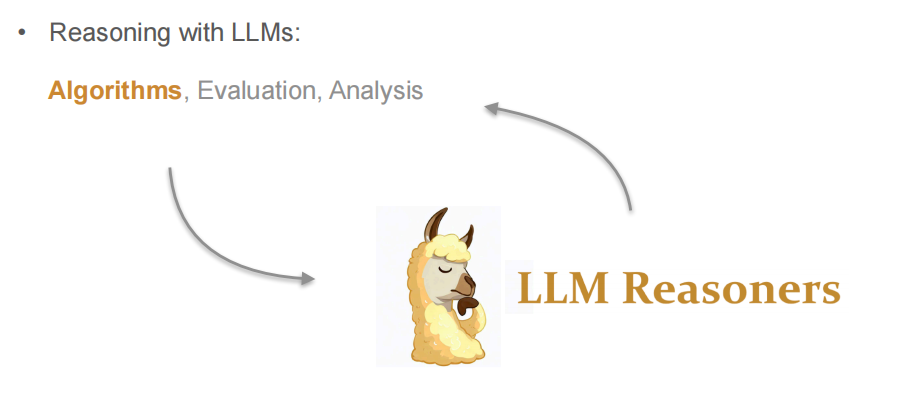 • Reasoning with LLMs:
Algorithms, Evaluation, Analysis
LLM Reasoners